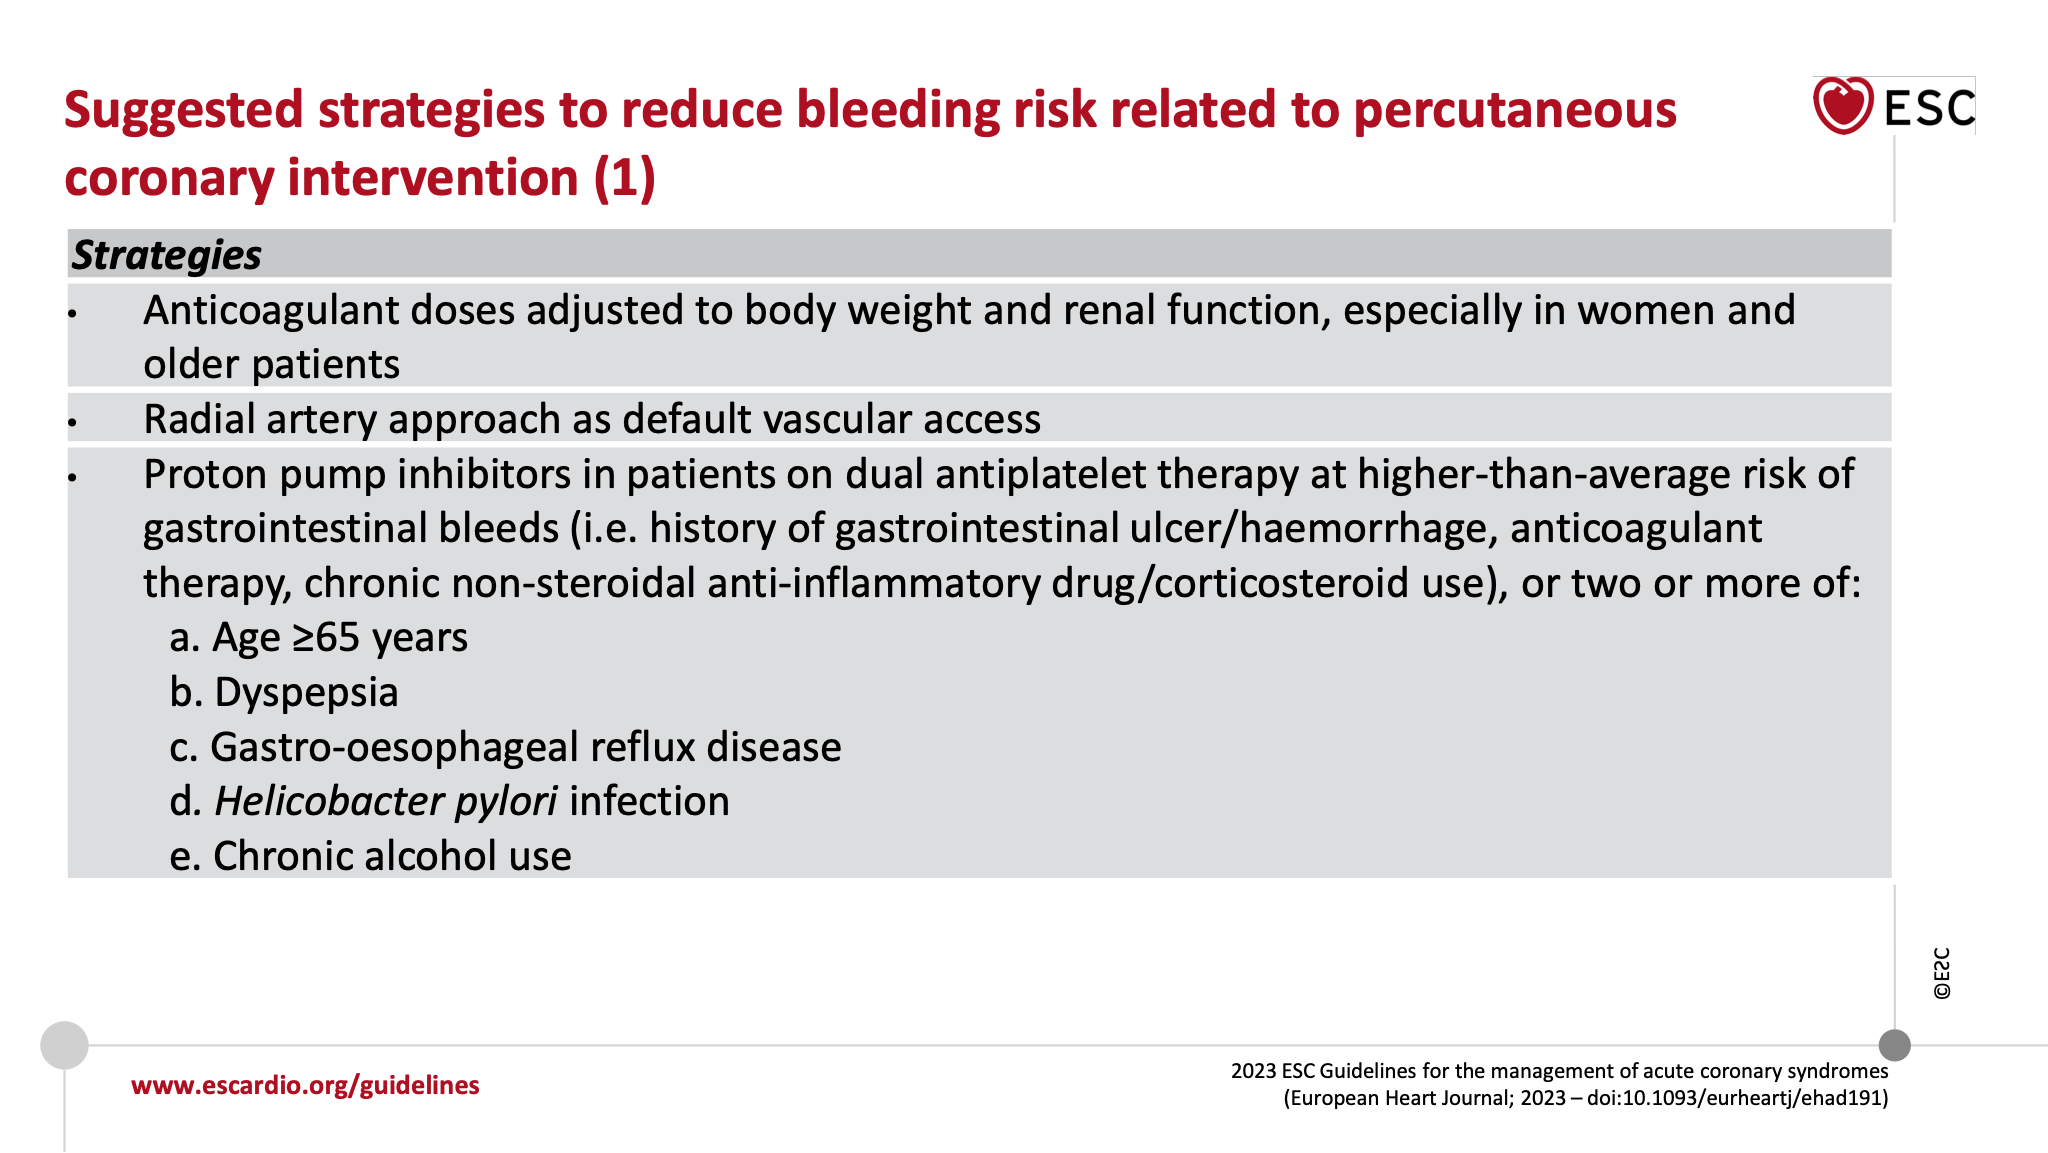 Suggested strategies to reduce bleeding risk related to percutaneous
coronary intervention (1)
ESC
Strategies
• Anticoagulant doses adjusted to body weight and renal function, especially in women and
older patients
• Radial artery approach as default vascular access
• Proton pump inhibitors in patients on dual antiplatelet therapy at higher-than-average risk of
gastrointestinal bleeds (i.e. history of gastrointestinal ulcer/haemorrhage, anticoagulant
therapy, chronic non-steroidal anti-inflammatory drug/corticosteroid use), or two or more of:
a. Age ≥65 years
b. Dyspepsia
c. Gastro-oesophageal reflux disease
d. Helicobacter pylori infection
e. Chronic alcohol use
©ESC
www.escardio.org/guidelines
2023 ESC Guidelines for the management of acute coronary syndromes
(European Heart Journal; 2023 – doi:10.1093/eurheartj/ehad191)